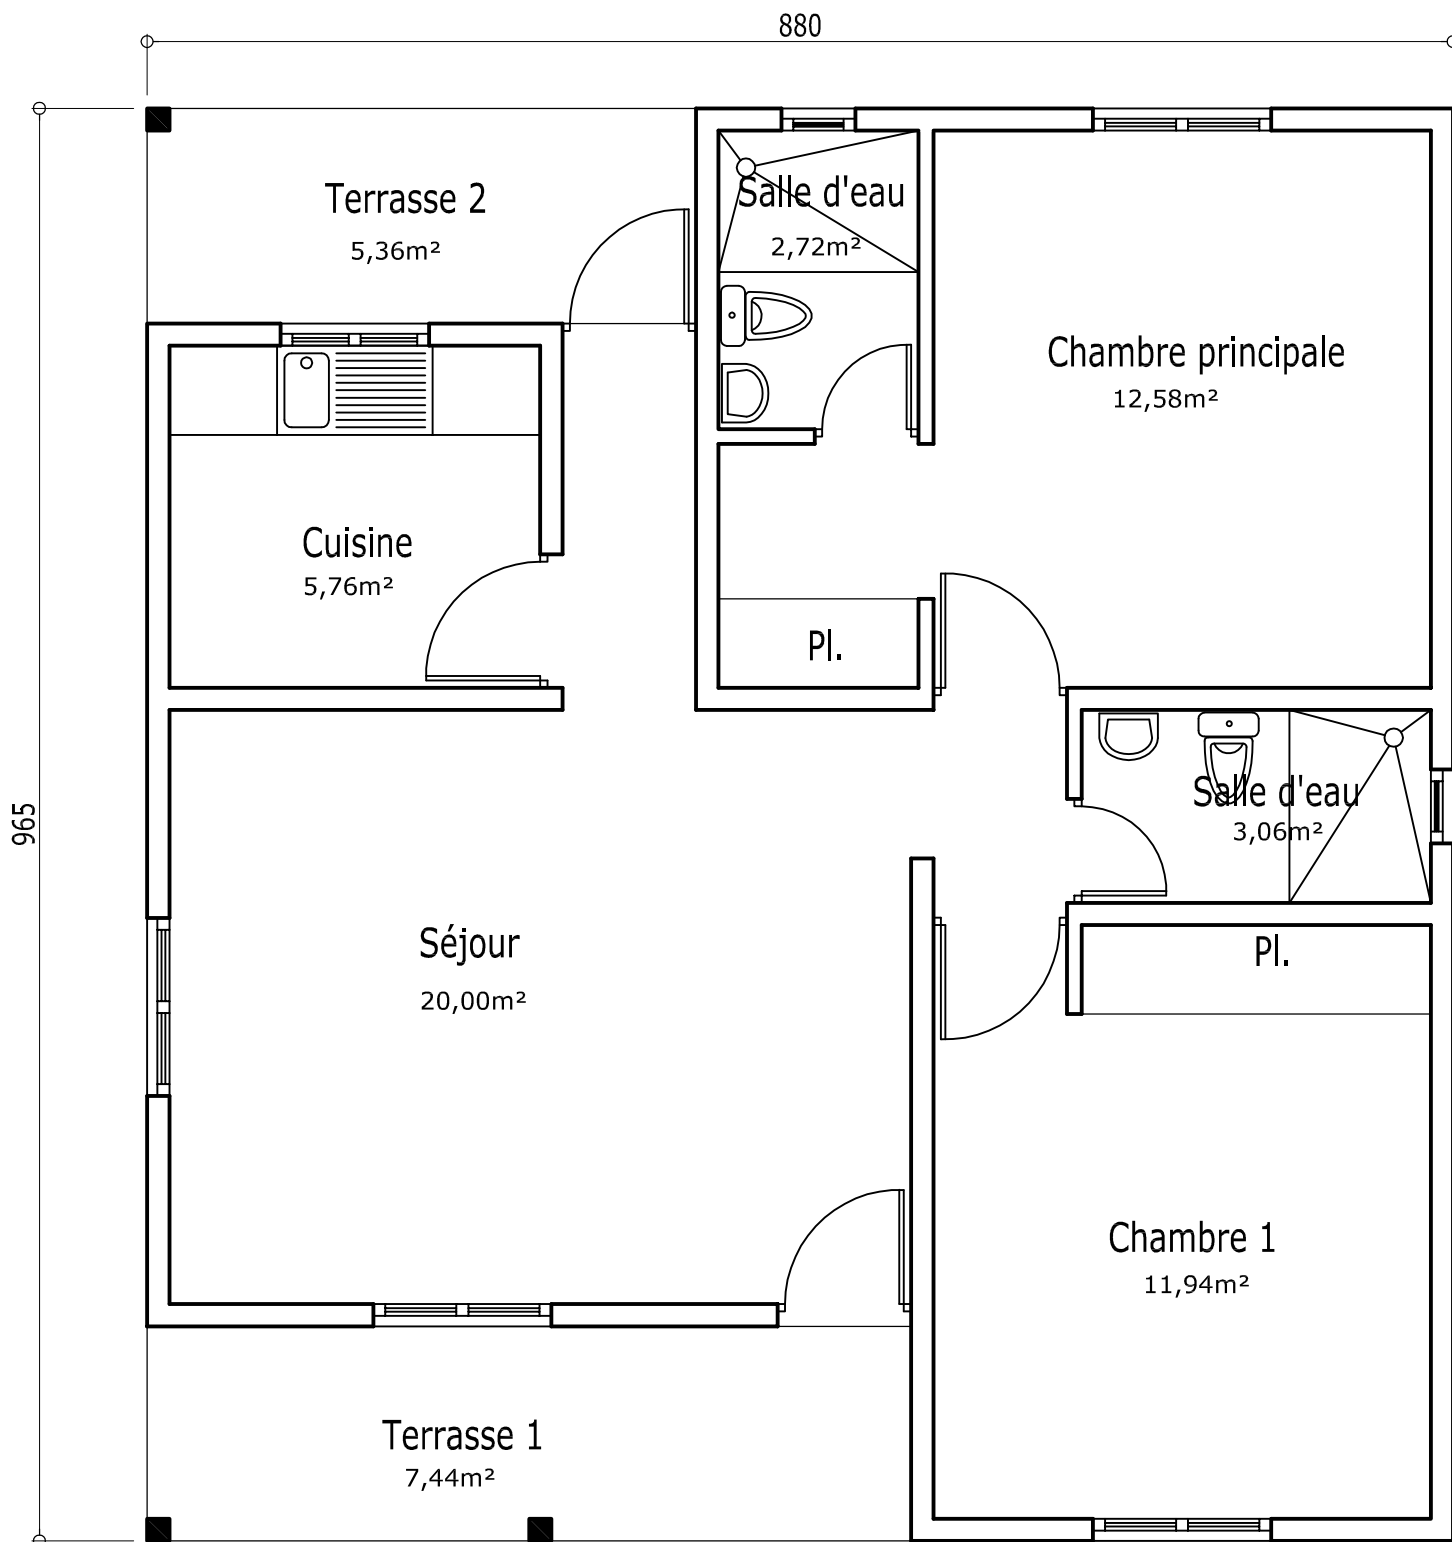 880
Terrasse 2
5,36m²
Salle d'eau
2,72m²
Chambre principale
12,58m²
Cuisine
5,76m²
Pl.
965
Salle d'eau
3,06m²
Séjour
20,00m²
Pl.
Chambre 1
11,94m²
Terrasse 1
7,44m²